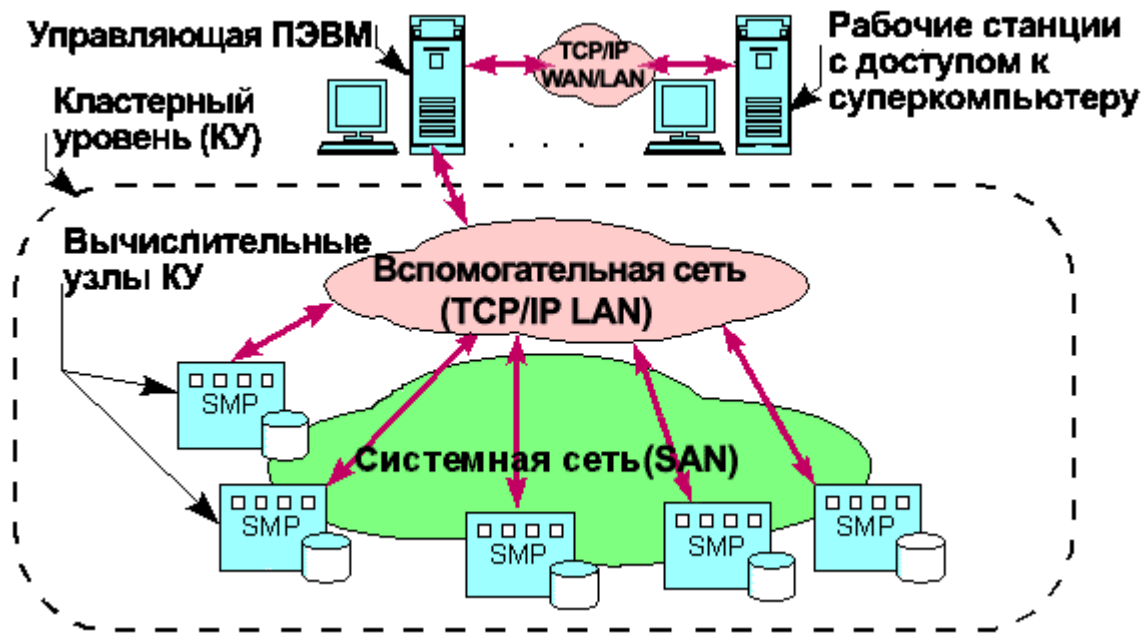 Управляющая ПЭВМ
TCP/IP
WAN/LAN
Рабочие станции
с доступом к
суперкомпьютеру
Кластерный
уровень (КУ)
. . . .
Вычислительные
узлы КУ
Вспомогательная сеть
(TCP/IP LAN)
SMP
Системная сеть(SAN)
SMP
SMP
SMP
SMP